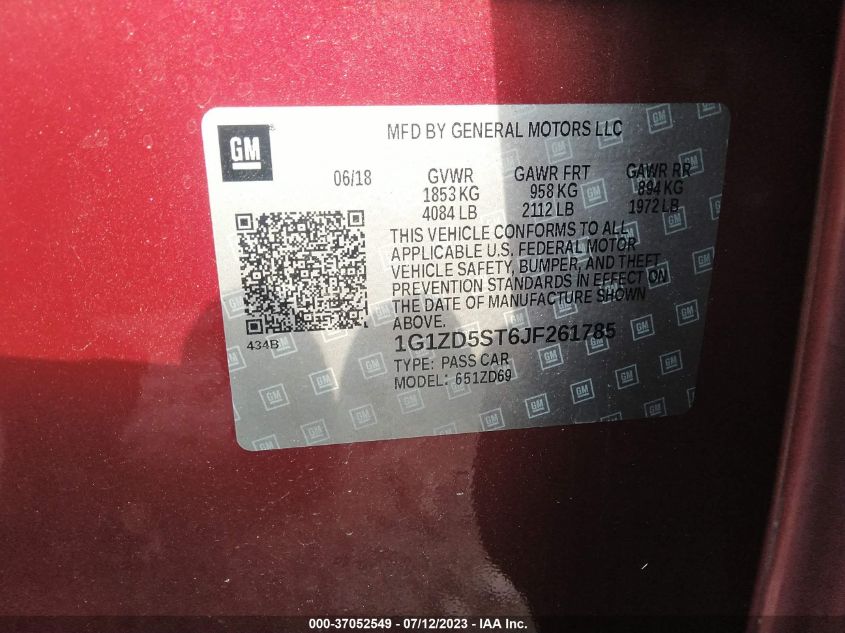 GM
MFD BY GENERAL MOTORS LLC
06/18
GVWR GAWR FRT GAWR RR
1853 KG 958 KG 894 KG
4084 LB 2112 LB 1972 LB
THIS VEHICLE CONFORMS TO ALL
APPLICABLE U.S. FEDERAL MOTOR
VEHICLE SAFETY, BUMPER, AND THEFT
PREVENTION STANDARDS IN EFFECT ON
THE DATE OF MANUFACTURE SHOWN
ABOVE.
434B
1G1ZD5ST6JF261785
TYPE: PASS CAR
MODEL: 651ZD69
000-37052549 - 07/12/2023 - IAA Inc.